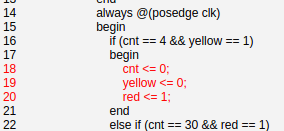 13 end
14 always @(posedge clk)
15 begin
16 if (cnt == 4 && yellow == 1)
17 begin
18 cnt <= 0;
19 yellow <= 0;
20 red <= 1;
21 end
22 else if (cnt == 30 && red == 1)